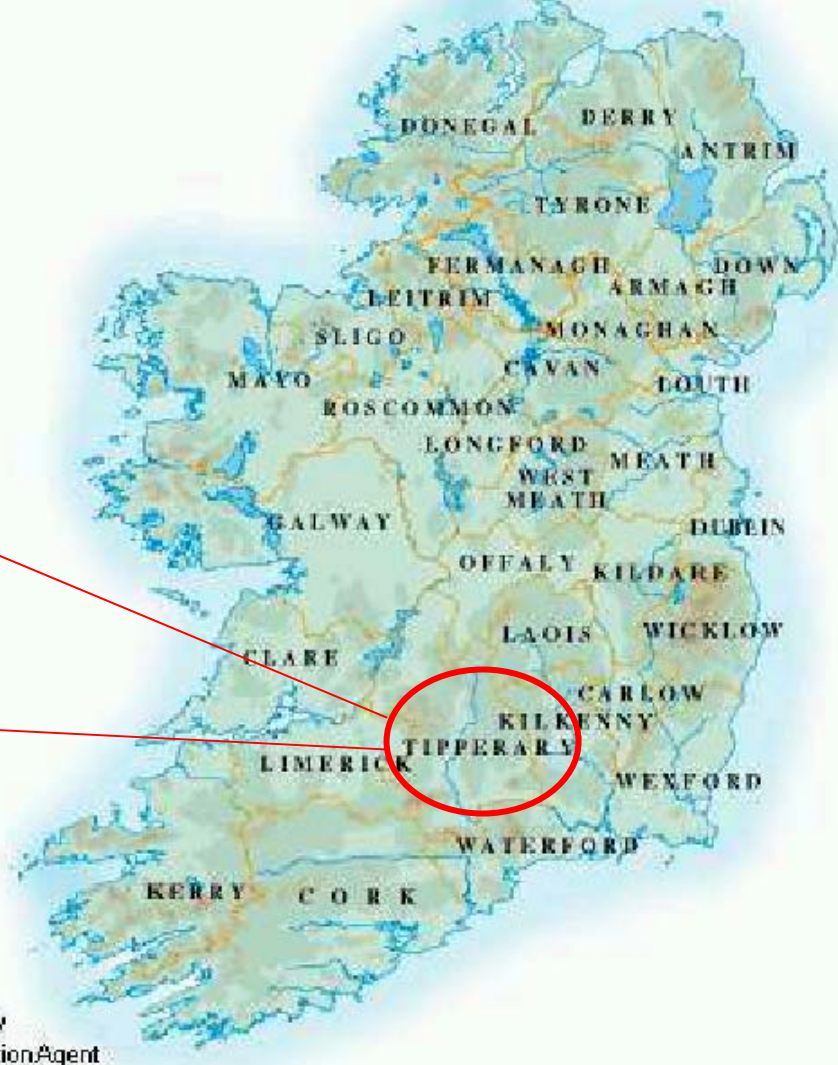 DONEGAL
DERRY
ANTRIM
TYRONE
FERMANAGH
DOWN
ARMAGH
LEITRIM
SLIGO
MONAGHAN
CAVAN
MAYO
LOUTH
ROSCOMMON
LONGFORD
MEATH
WEST
MEATH
GALWAY
DUBLIN
OFFALY
KILDARE
LAOIS
WICKLOW
CLARE
CARLOW
KILKENNY
TIPPERARY
LIMERICK
WEXFORD
WATERFORD
KERRY
CORK
tionAgent